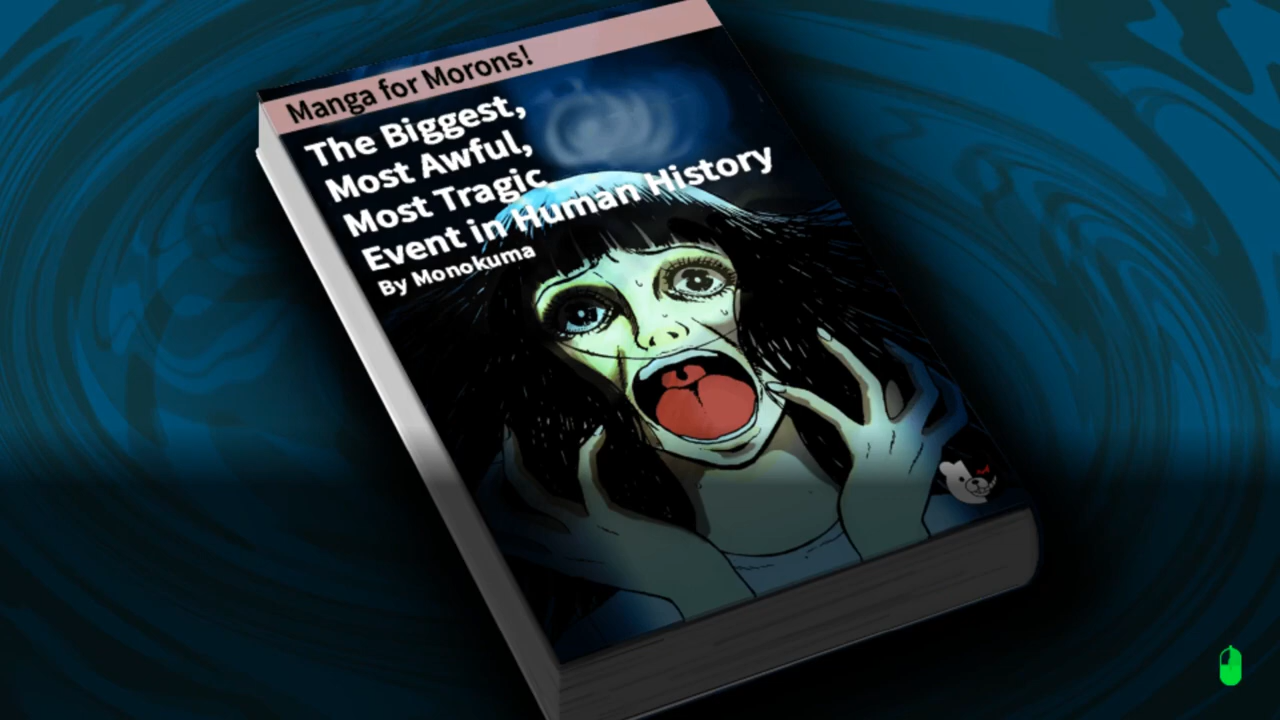 Manga for Morons!
The Biggest,
Most Awful,
Most Tragic
Event in Human History
By Monokuma